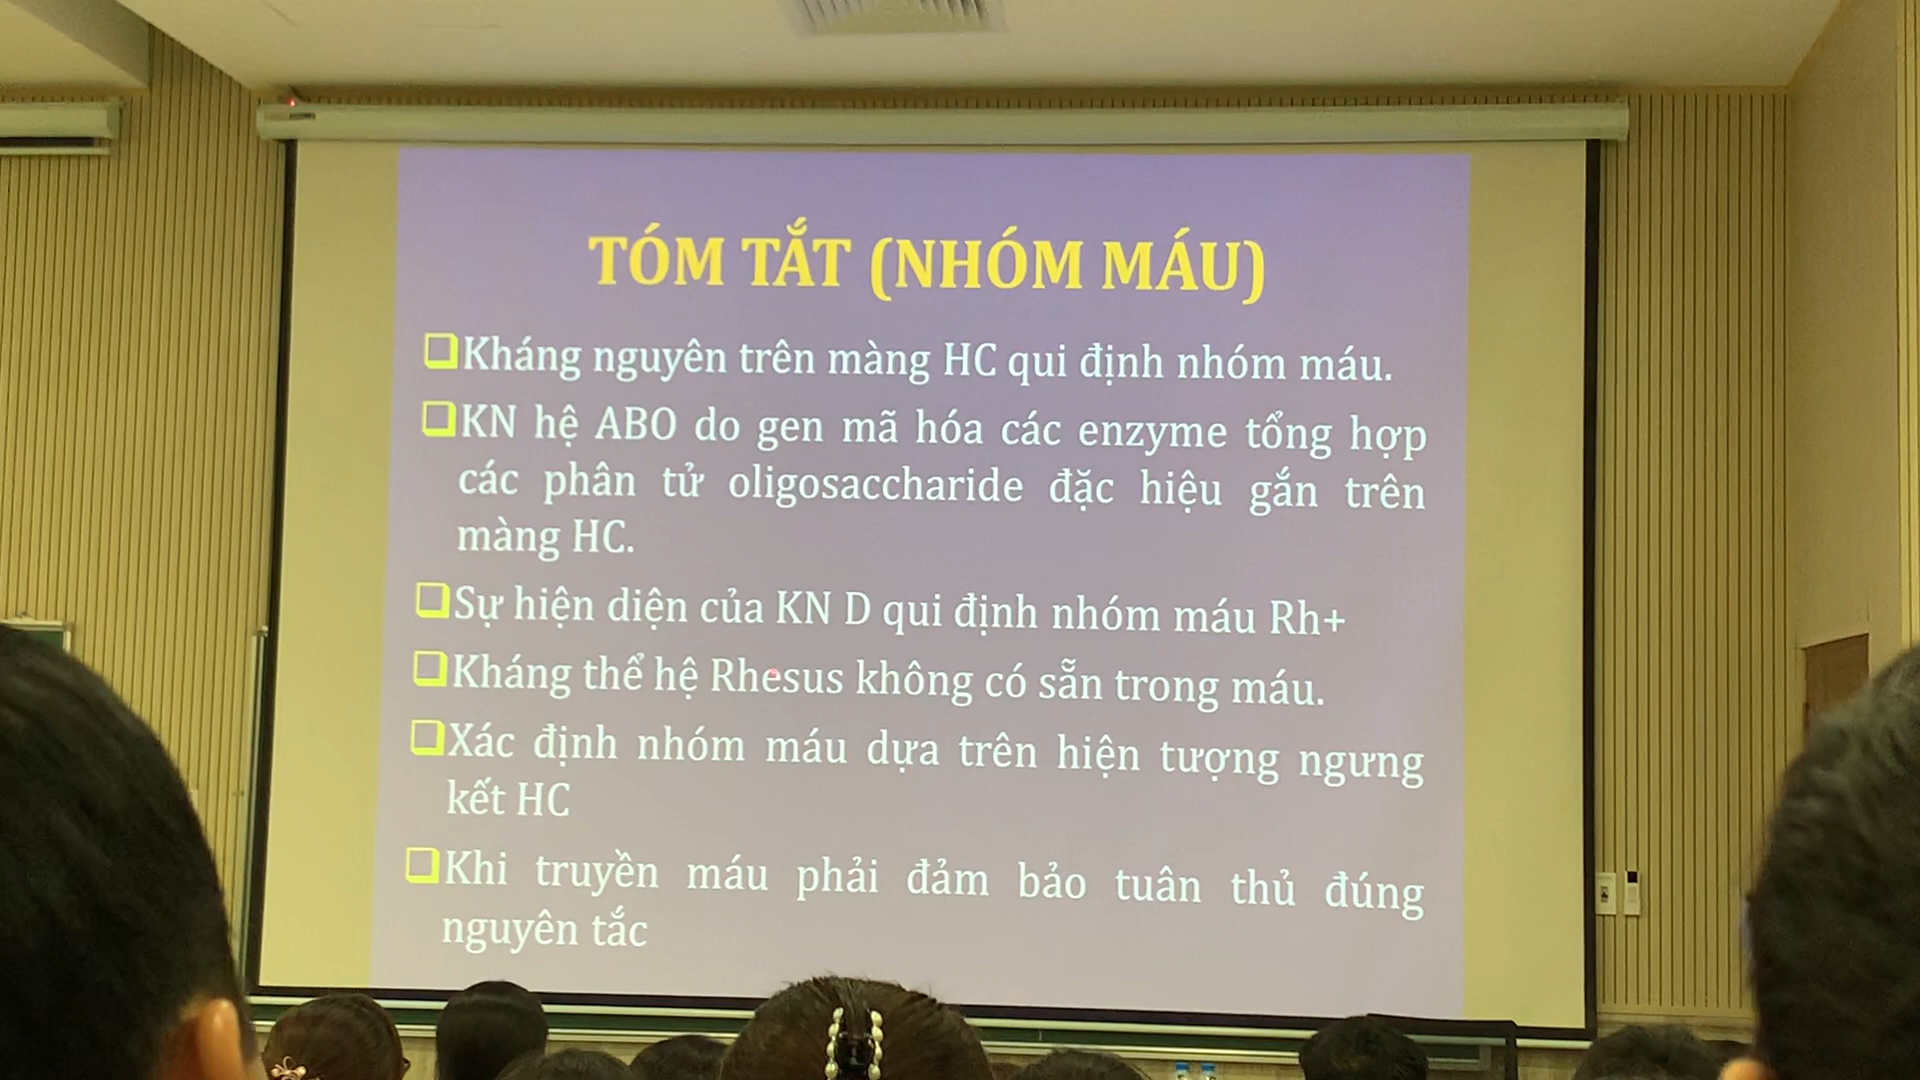 TÓM TẮT (NHÓM MÁU)
❑Kháng nguyên trên màng HC qui định nhóm máu.
❑KN hệ ABO do gen mã hóa các enzyme tổng hợp
các phân tử oligosaccharide đặc hiệu gắn trên
màng HC.
❑Sự hiện diện của KN D qui định nhóm máu Rh+
❑Kháng thể hệ Rhesus không có sẵn trong máu.
❑Xác định nhóm máu dựa trên hiện tượng ngưng
kết HC
❑Khi truyền máu phải đảm bảo tuân thủ đúng
nguyên tắc